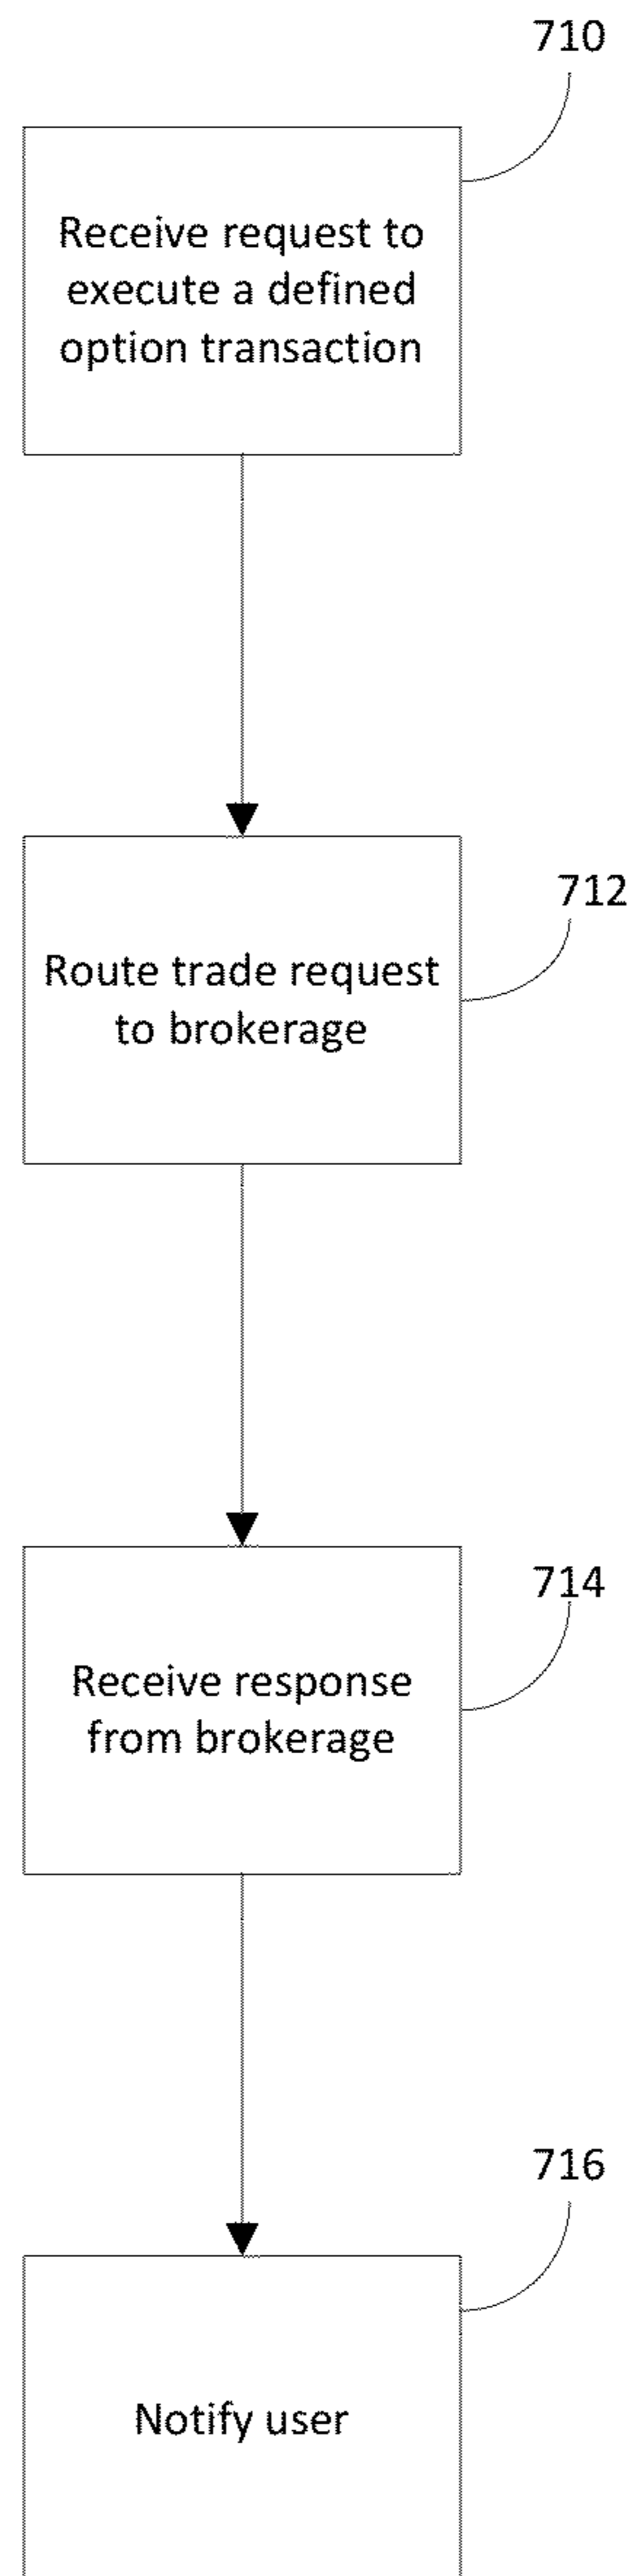 710
Receive request to
execute a defined
option transaction
712
Route trade request
to brokerage
714
Receive response
from brokerage
716
Notify user